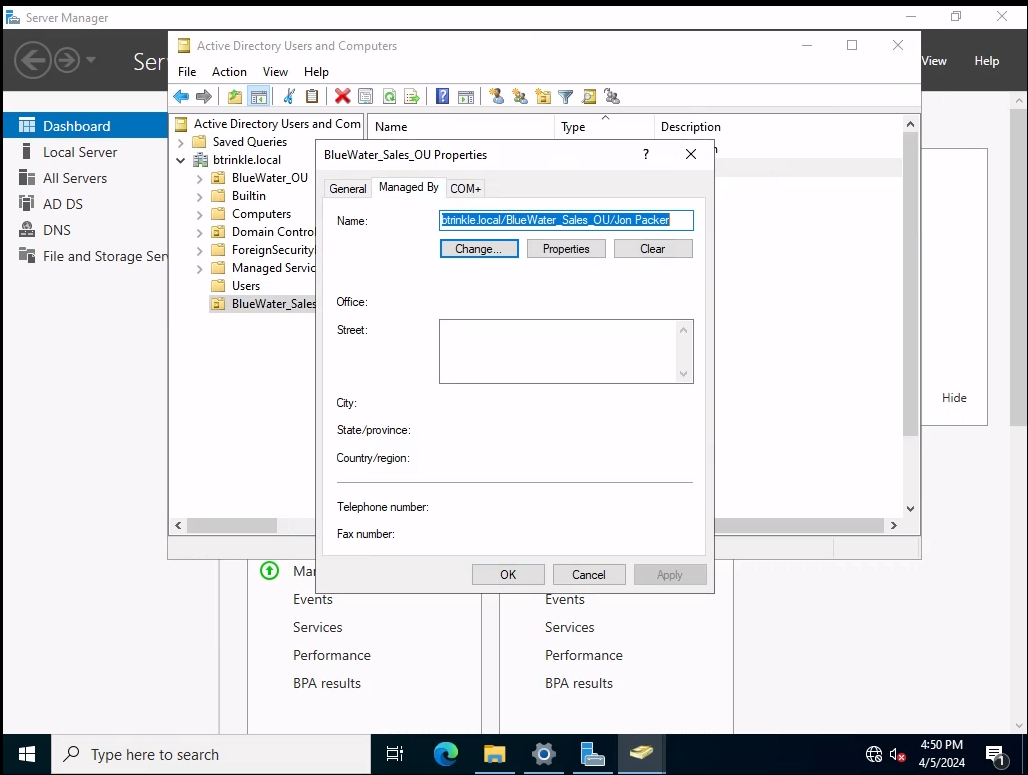 Server Manager
Active Directory Users and Computers
Ser
View
Help
File
Action
View
Help
Dashboard
Local Server
All Servers
AD DS
DNS
File and Storage Ser
Active Directory Users and Com
Saved Queries
btrinkle.local
BlueWater_OU
Builtin
Computers
Domain Control
ForeignSecurity
Managed Servic
Users
BlueWater_Sales
Name
Type
Description
BlueWater_Sales_OU Properties
?
General
Managed By
COM+
Name:
btrinkle.local/BlueWater_Sales_OU/Jon Packer
Change...
Properties
Clear
Office:
Street:
City:
State/province:
Country/region:
Telephone number:
Fax number:
OK
Cancel
Apply
Hide
Mar
Events
Services
Performance
BPA results
Events
Services
Performance
BPA results
Type here to search
4:50 PM
4/5/2024
1